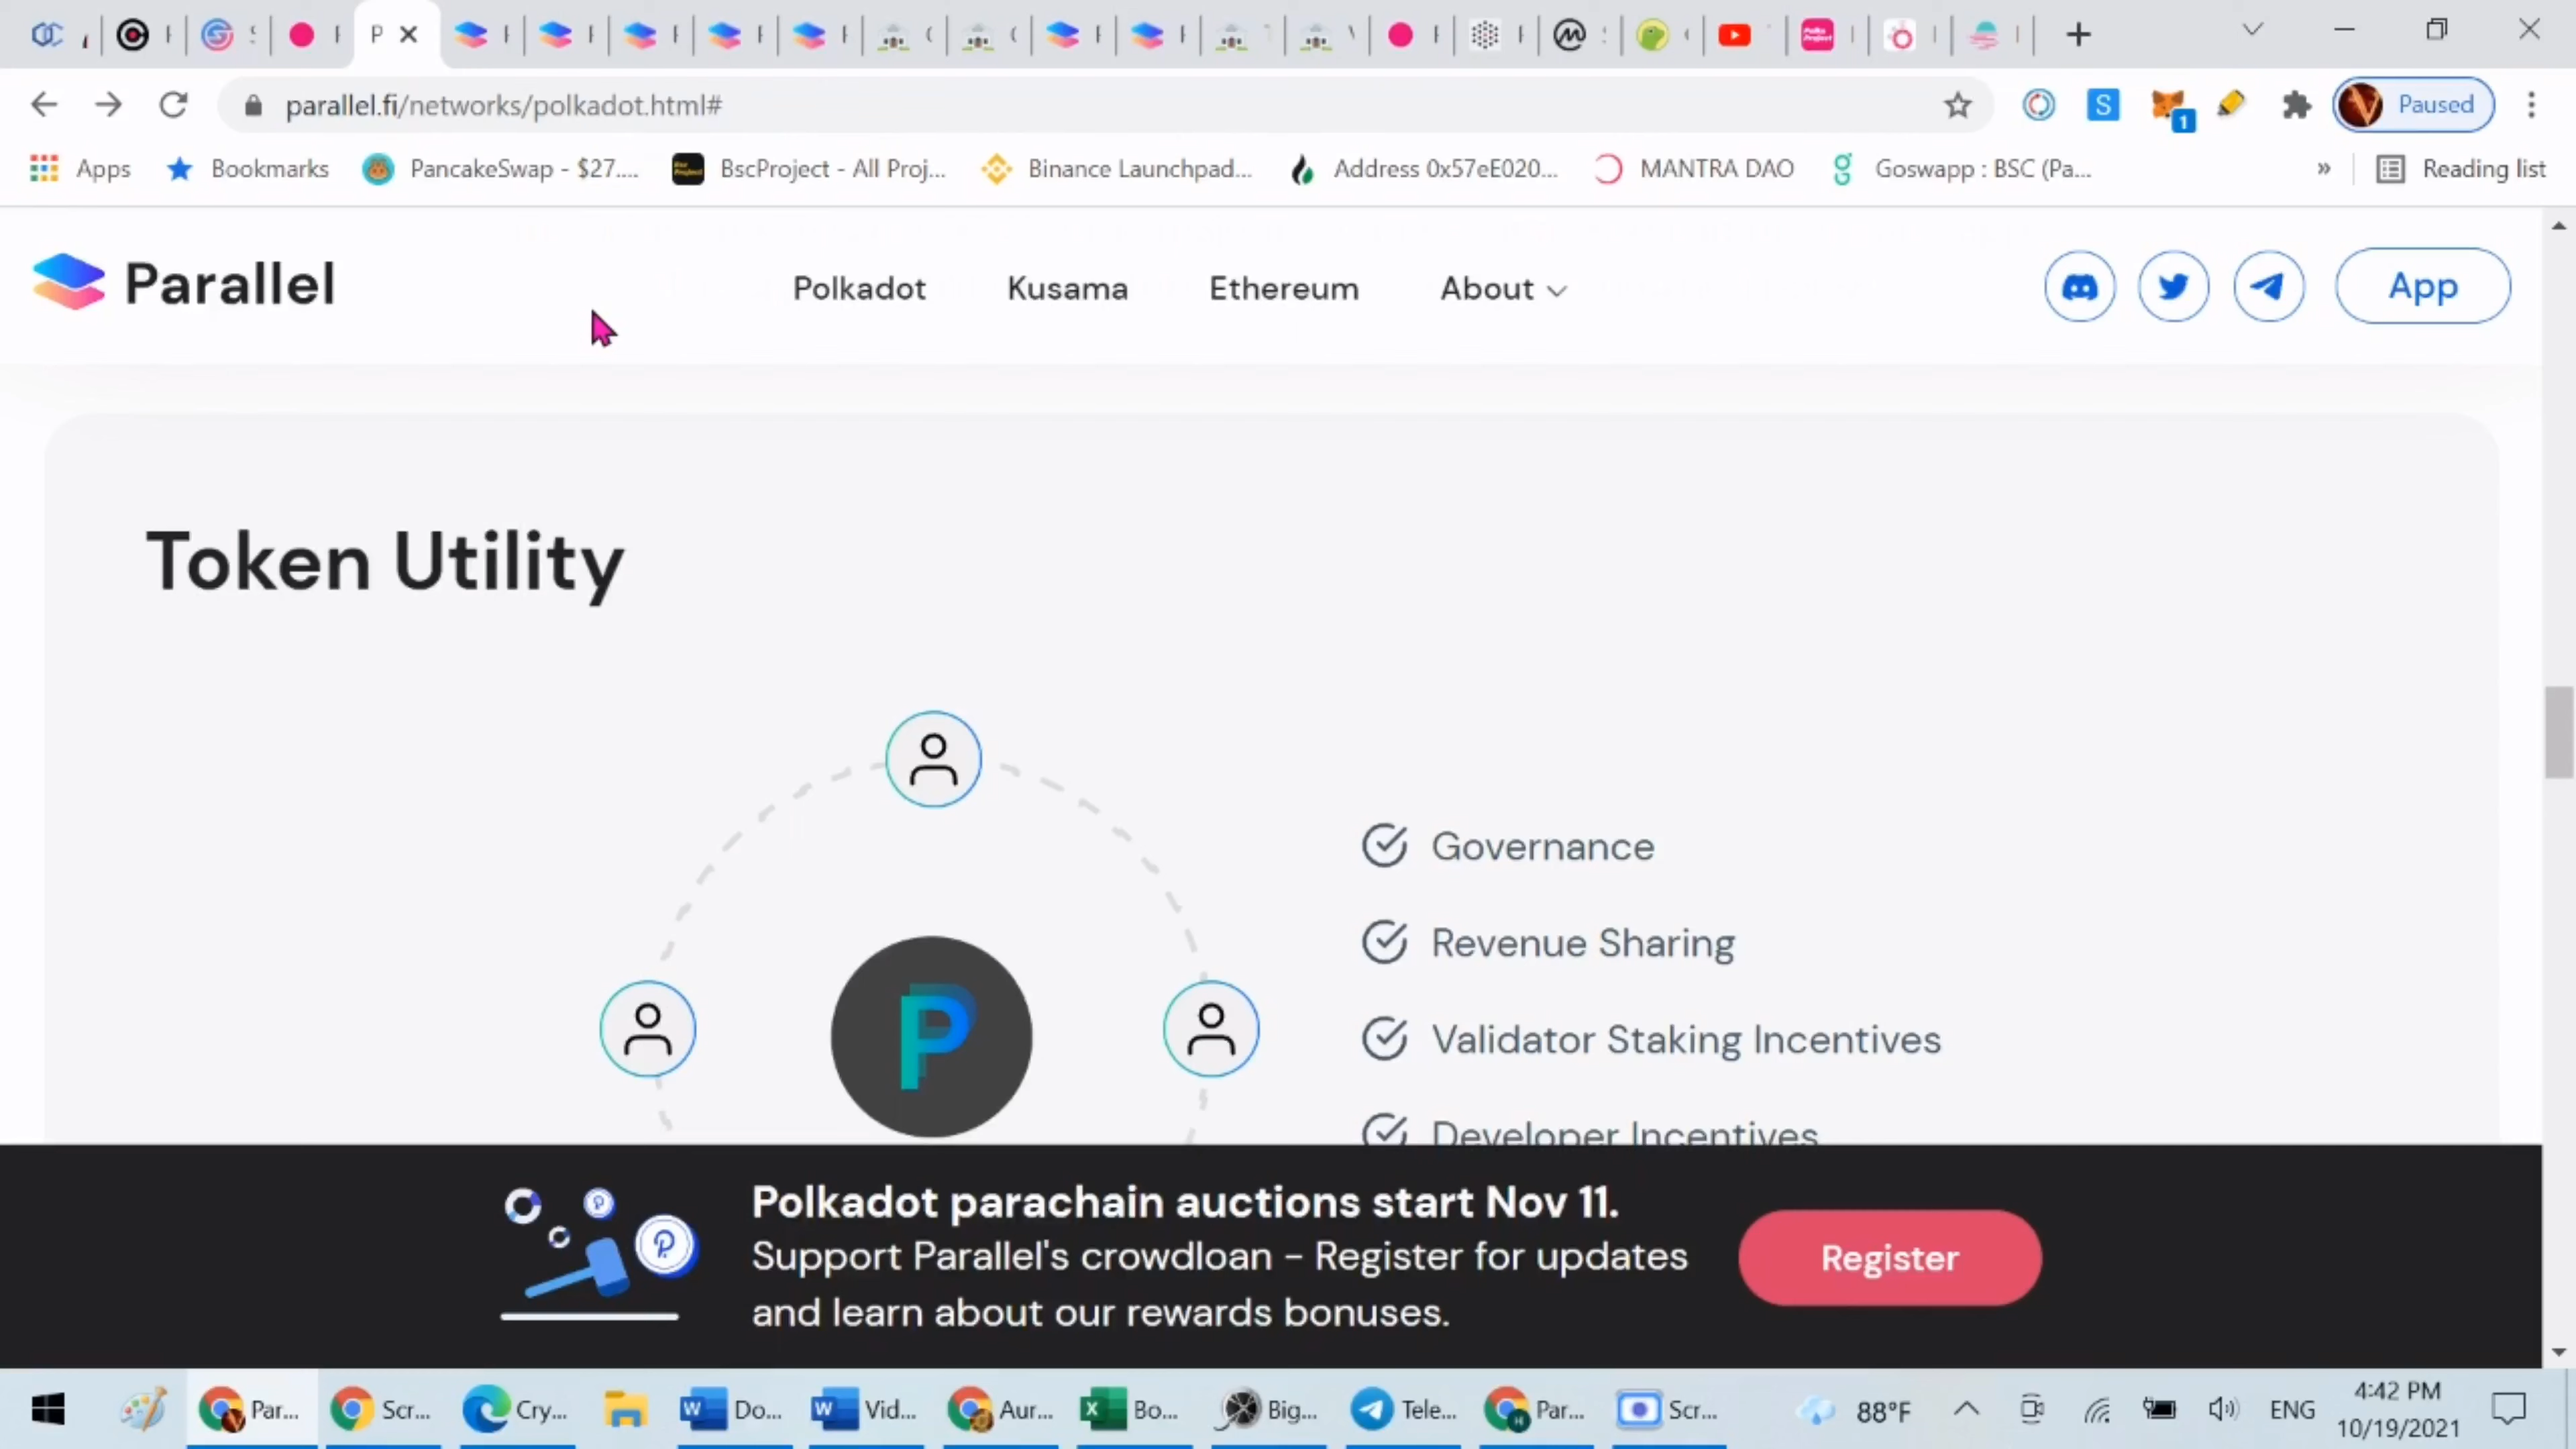 P
parallel.fi/networks/polkadot.html#
S
1
Paused
Apps
Bookmarks
PancakeSwap - $27....
BscProject - All Proj...
Binance Launchpad...
Address 0x57eE020...
MANTRA DAO
Goswapp : BSC (Pa...
»
Reading list
Parallel
Polkadot
Kusama
Ethereum
About
App
Token Utility
Governance
Revenue Sharing
P
Validator Staking Incentives
Developer Incentives
Polkadot parachain auctions start Nov 11.
Support Parallel's crowdloan - Register for updates
and learn about our rewards bonuses.
Register
Par...
Scr...
Cry...
Do...
Vid...
Aur...
Bo...
Big...
Tele...
Par...
Scr...
88°F
ENG
4:42 PM
10/19/2021